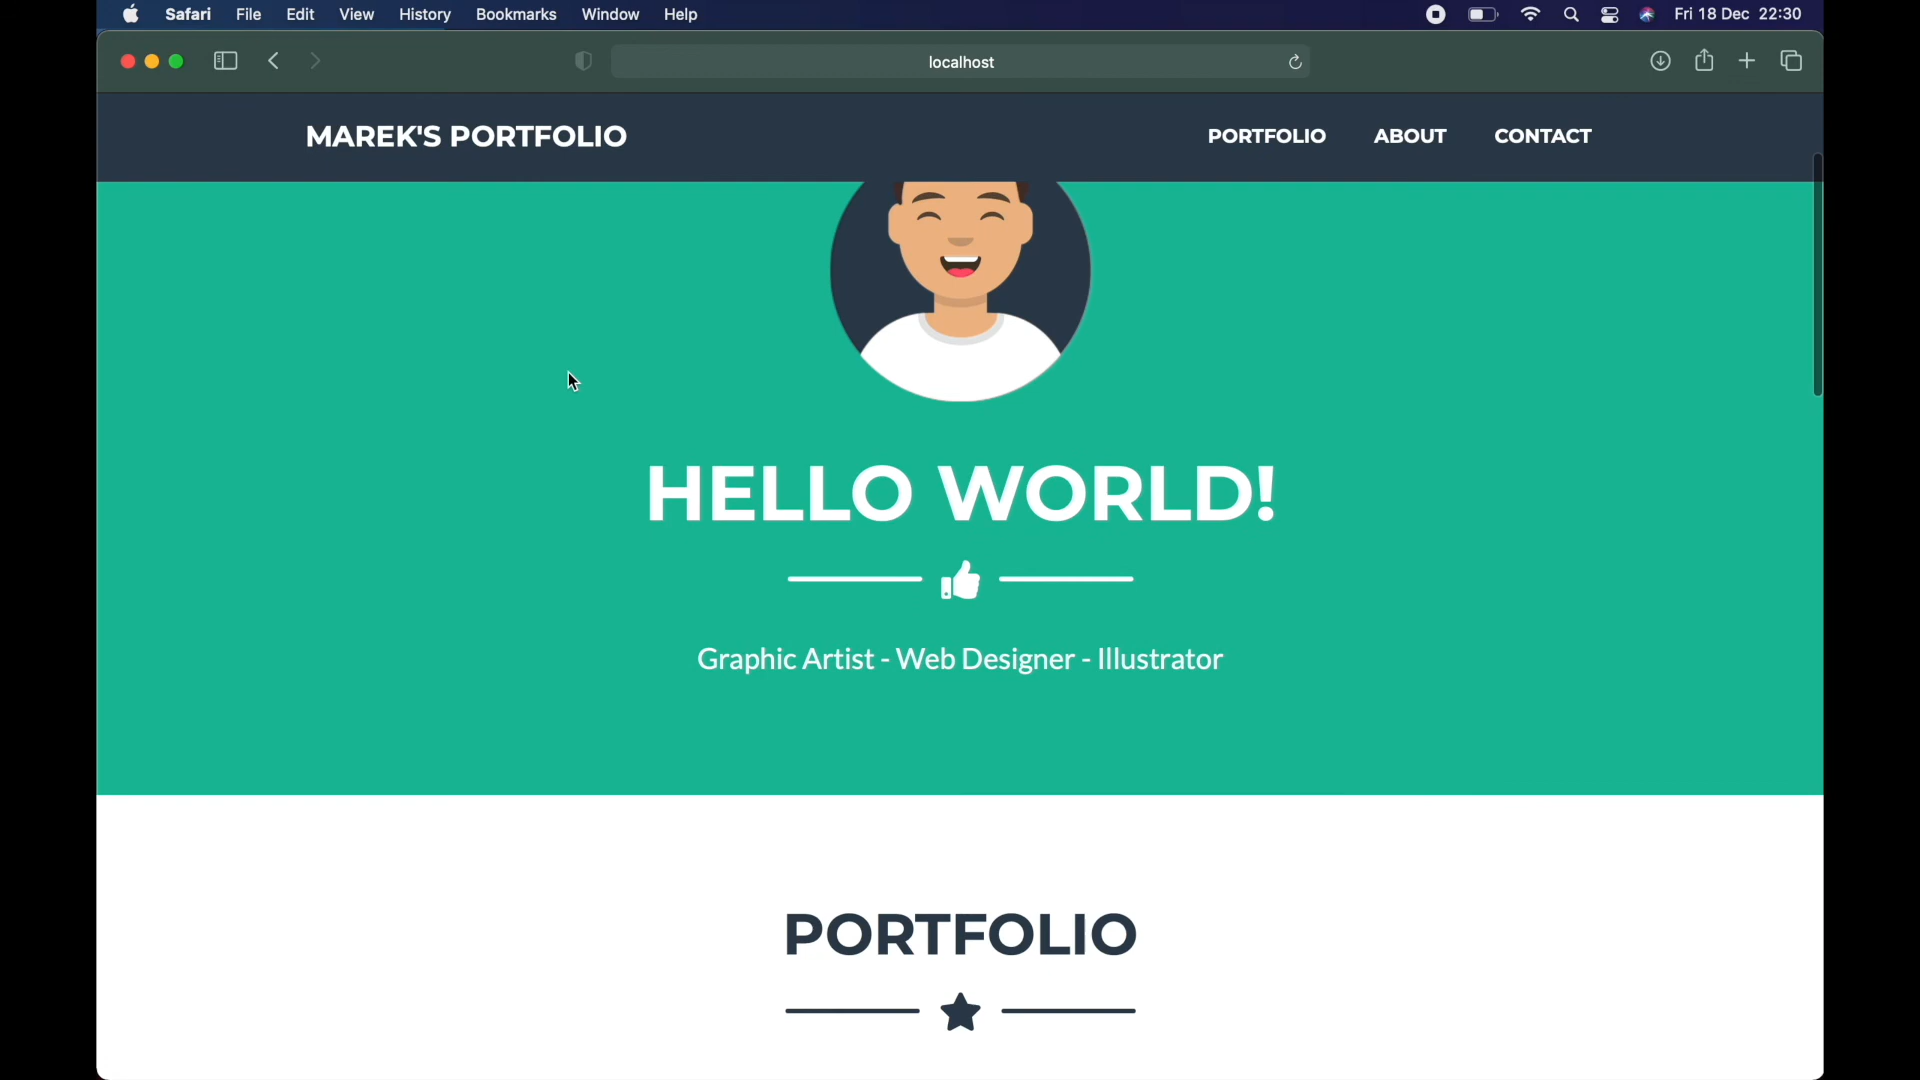 Safari File Edit View History Bookmarks Window Help Fri 18 Dec 22:30
localhost
MAREK'S PORTFOLIO PORTFOLIO ABOUT CONTACT
HELLO WORLD!
Graphic Artist - Web Designer - Illustrator
PORTFOLIO